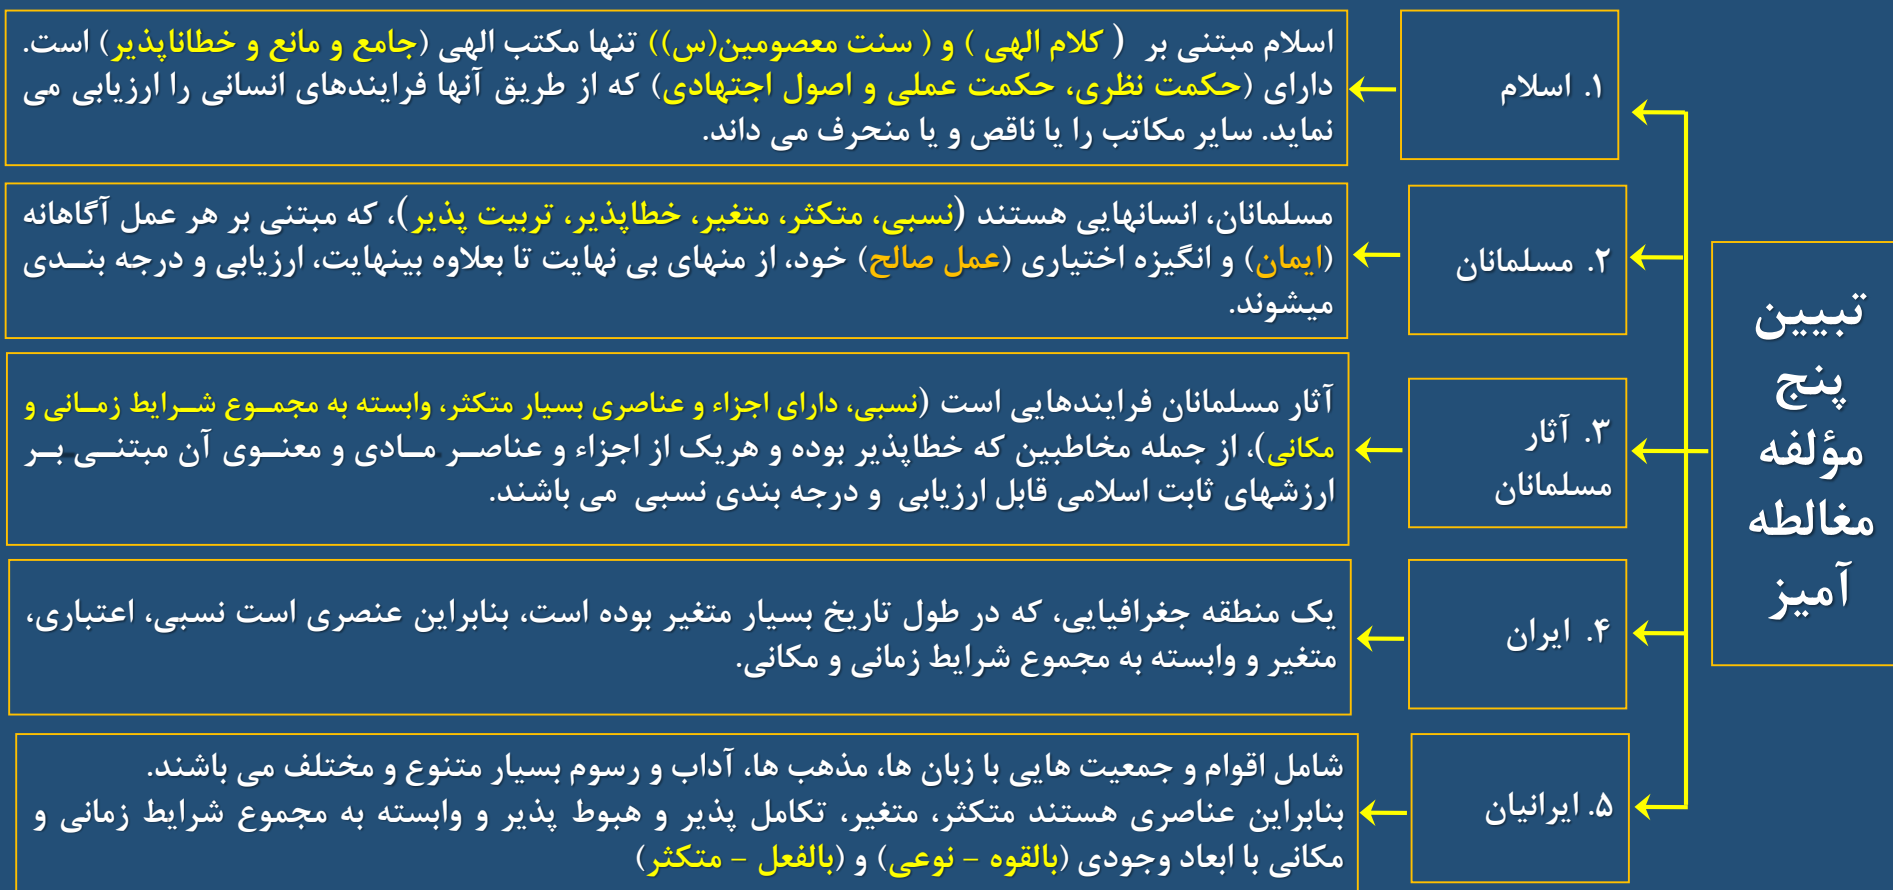 تبیین
پنج
مؤلفه
مغالطه
آمیز
۱. اسلام
اسلام مبتنی بر ( کلام الهی ) و ( سنت معصومین(س)) تنها مکتب الهی (جامع و مانع و خطاناپذیر) است.
دارای (حکمت نظری، حکمت عملی و اصول اجتهادی) که از طریق آنها فرایندهای انسانی را ارزیابی می
نماید. سایر مکاتب را یا ناقص و یا منحرف می داند.
۲. مسلمانان
مسلمانان، انسانهایی هستند (نسبی، متکثر، متغیر، خطاپذیر، تربیت پذیر)، که مبتنی بر هر عمل آگاهانه
(ایمان) و انگیزه اختیاری (عمل صالح) خود، از منهای بی نهایت تا بعلاوه بینهایت، ارزیابی و درجه بنـــدی
میشوند.
۳. آثار
مسلمانان
آثار مسلمانان فرایندهایی است (نسبی، دارای اجزاء و عناصری بسیار متکثر، وابسته به مجمــوع شــرایط زمــانی و
مکانی)، از جمله مخاطبین که خطاپذیر بوده و هریک از اجزاء و عناصــر مــادی و معنــوی آن مبتنـــی بــر
ارزشهای ثابت اسلامی قابل ارزیابی و درجه بندی نسبی می باشند.
۴. ایران
یک منطقه جغرافیایی، که در طول تاریخ بسیار متغیر بوده است، بنابراین عنصری است نسبی، اعتباری،
متغیر و وابسته به مجموع شرایط زمانی و مکانی.
۵. ایرانیان
شامل اقوام و جمعیت هایی با زبان ها، مذهب ها، آداب و رسوم بسیار متنوع و مختلف می باشند.
بنابراین عناصری هستند متکثر، متغیر، تکامل پذیر و هبوط پذیر و وابسته به مجموع شرایط زمانی و
مکانی با ابعاد وجودی (بالقوه – نوعی) و (بالفعل – متکثر)